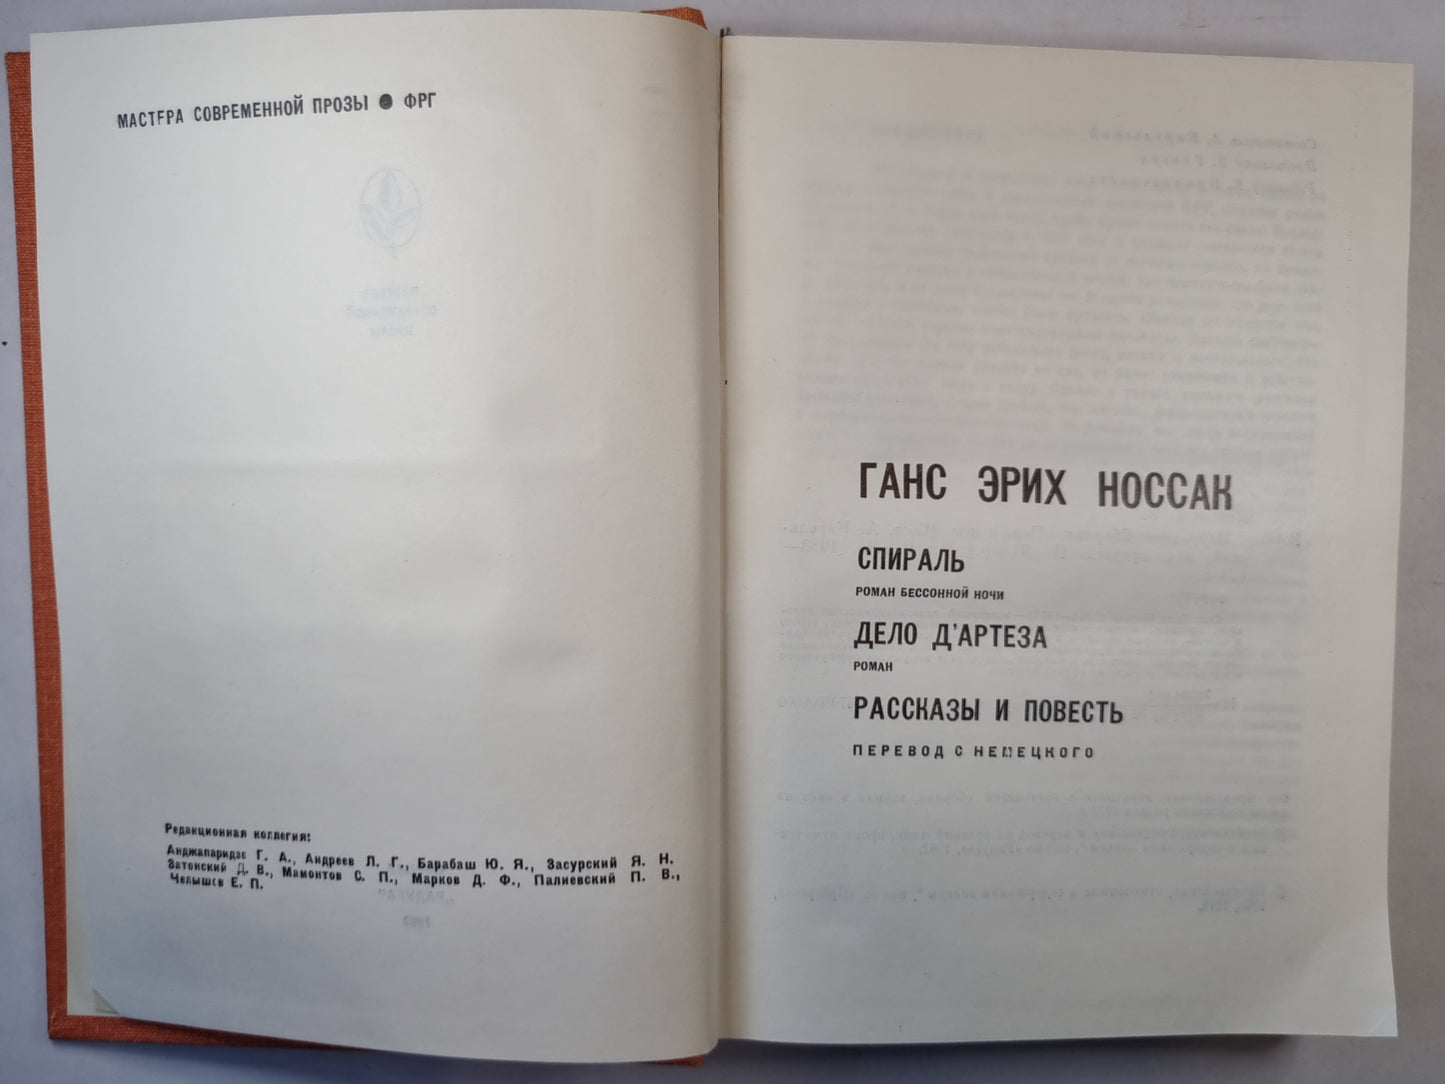 МАСТЕРА СОВРЕМЕННОЙ ПРОЗЫ ● ФРГ
Редакционная коллегия:
Анджапаридзе Г. А., Андреев Л. Г., Барабаш Ю. Я., Засурский Я. Н.
Затонский Д. В., Мамонтов С. П., Марков Д. Ф., Палиевский П. В.,
Челышев Е. П.
ГАНС ЭРИХ НОССАК
СПИРАЛЬ
РОМАН БЕССОННОЙ НОЧИ
ДЕЛО Д'АРТЕЗА
РОМАН
РАССКАЗЫ И ПОВЕСТЬ
ПЕРЕВОД С НЕМЕЦКОГО